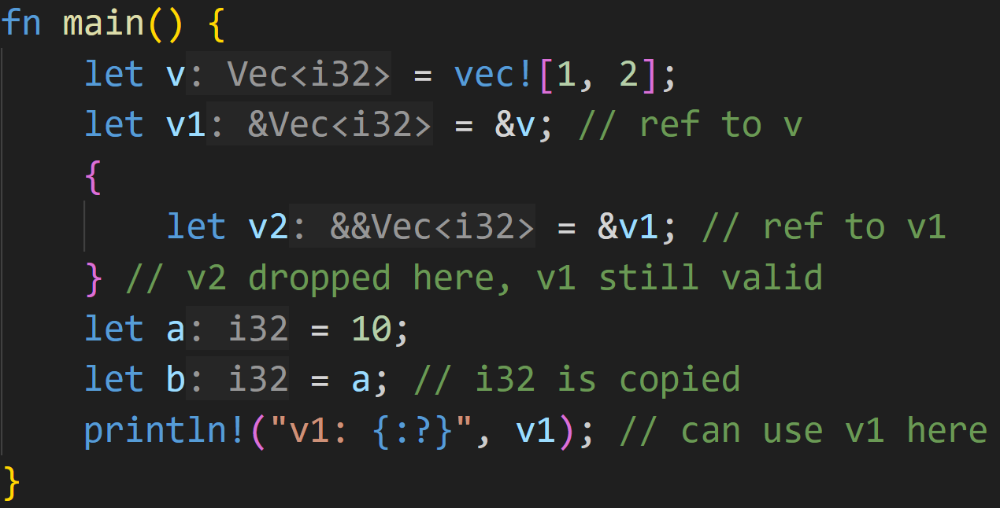 fn main() {
    let v: Vec<i32> = vec![1, 2];
    let v1: &Vec<i32> = &v; // ref to v
    {
        let v2: &&Vec<i32> = &v1; // ref to v1
    } // v2 dropped here, v1 still valid
    let a: i32 = 10;
    let b: i32 = a; // i32 is copied
    println!("v1: {:?}", v1); // can use v1 here
}